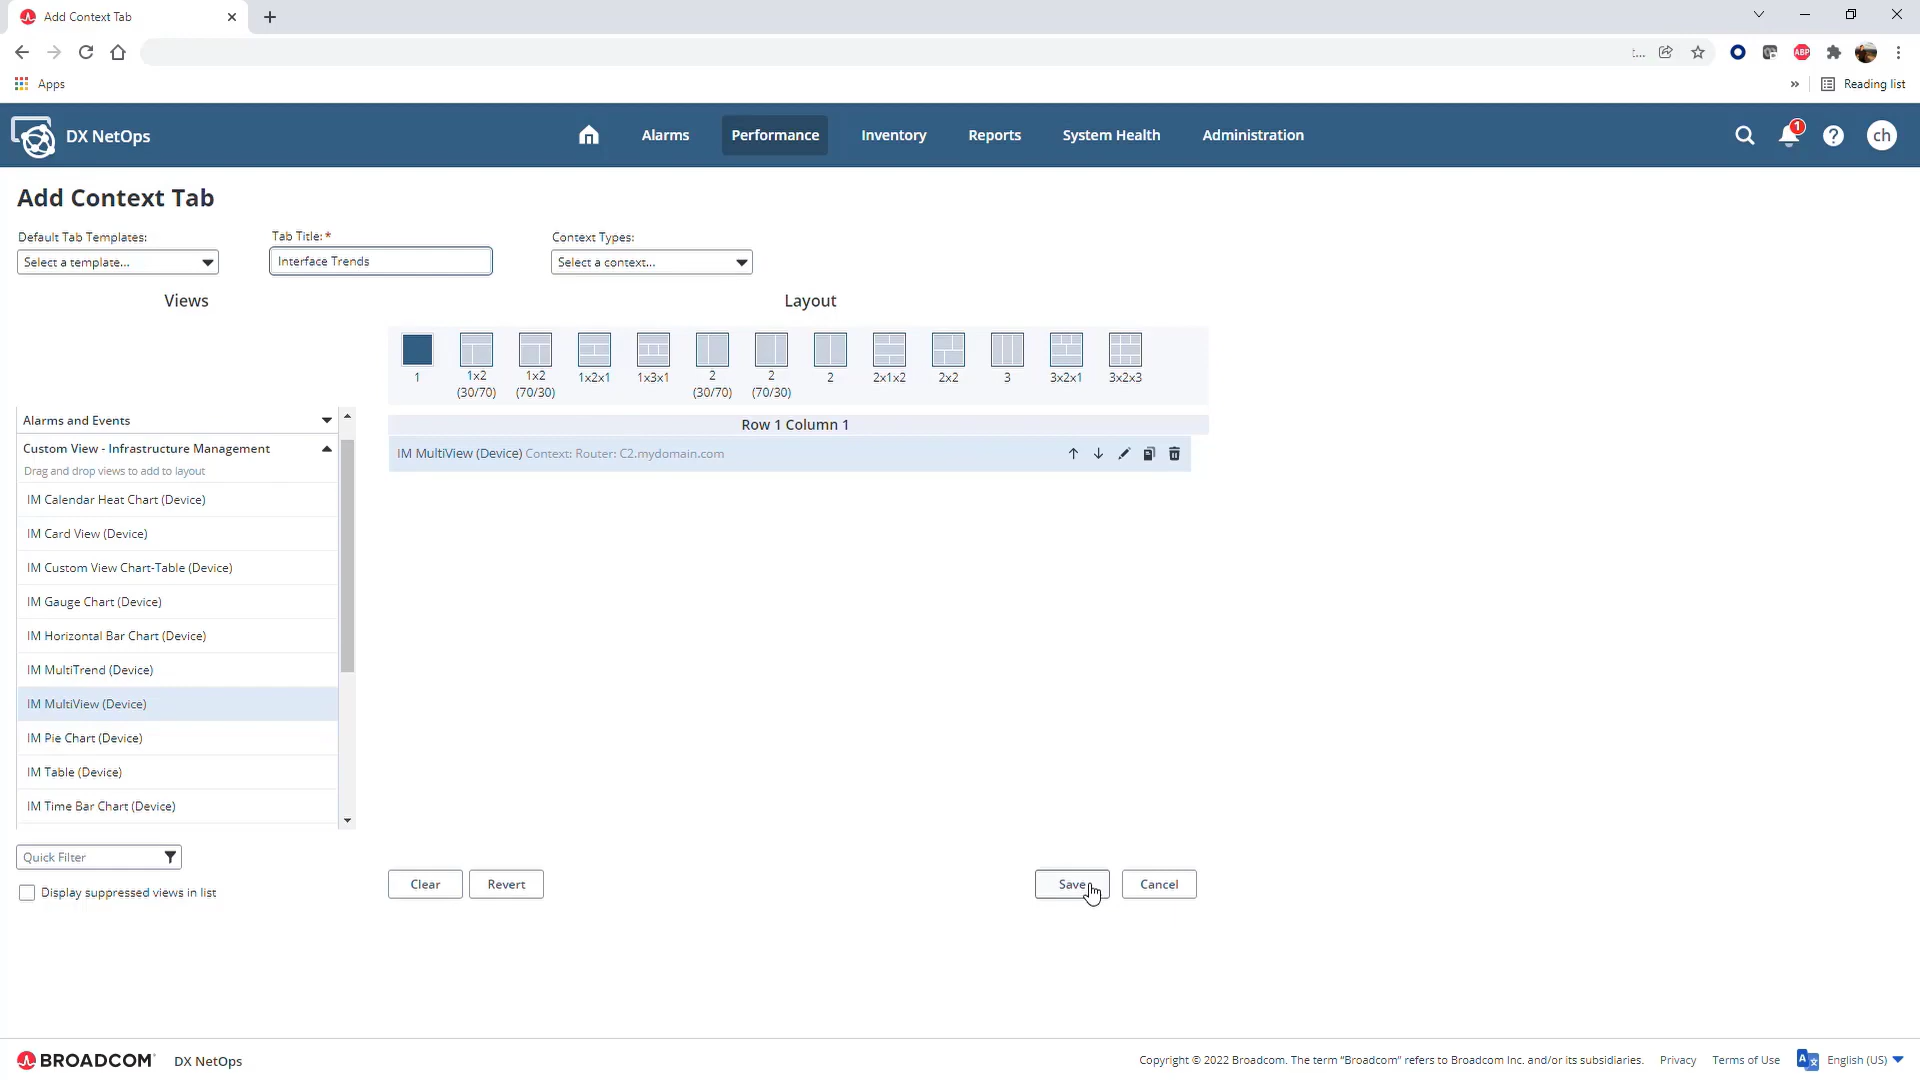 Add Context Tab
:...
ABP
Apps
»
Reading list
DX NetOps
Alarms
Performance
Inventory
Reports
System Health
Administration
1
?
ch
Add Context Tab
Default Tab Templates:
Tab Title: *
Context Types:
Select a template...
Interface Trends
Select a context...
Views
Layout
1
1x2
(30/70)
1x2
(70/30)
1x2x1
1x3x1
2
(30/70)
2
(70/30)
2
2x1x2
2x2
3
3x2x1
3x2x3
Alarms and Events
Custom View - Infrastructure Management
Drag and drop views to add to layout
IM Calendar Heat Chart (Device)
IM Card View (Device)
IM Custom View Chart-Table (Device)
IM Gauge Chart (Device)
IM Horizontal Bar Chart (Device)
IM MultiTrend (Device)
IM MultiView (Device)
IM Pie Chart (Device)
IM Table (Device)
IM Time Bar Chart (Device)
Row 1 Column 1
IM MultiView (Device) Context: Router: C2.mydomain.com
Quick Filter
Display suppressed views in list
Clear
Revert
Save
Cancel
BROADCOM
DX NetOps
Copyright © 2022 Broadcom. The term “Broadcom” refers to Broadcom Inc. and/or its subsidiaries.
Privacy
Terms of Use
English (US)